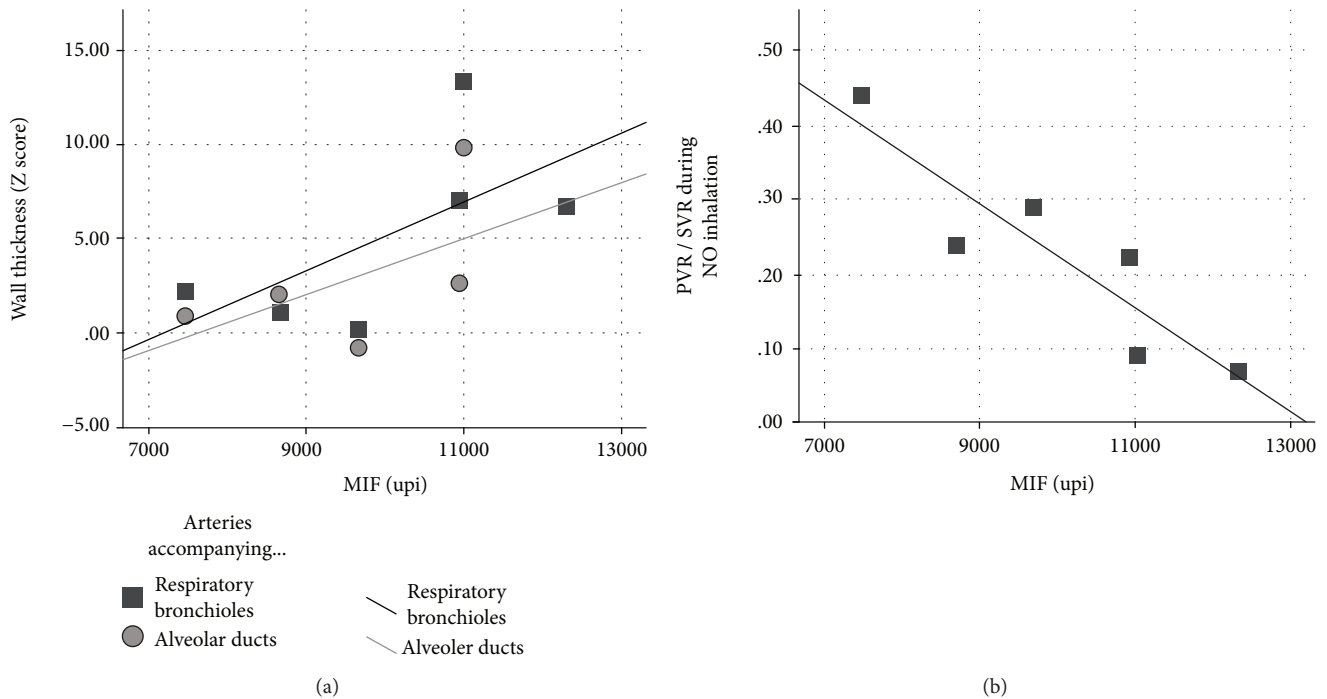 15.00
10.00
5.00
.00
−5.00
Wall thickness (Z score)
7000
9000
11000
13000
MIF (upi)
Arteries
accompanying...
Respiratory
bronchioles
Alveolar ducts
Respiratory
bronchioles
Alveoler ducts
(a)
.50
.40
.30
.20
.10
.00
PVR / SVR during
NO inhalation
7000
9000
11000
13000
MIF (upi)
(b)